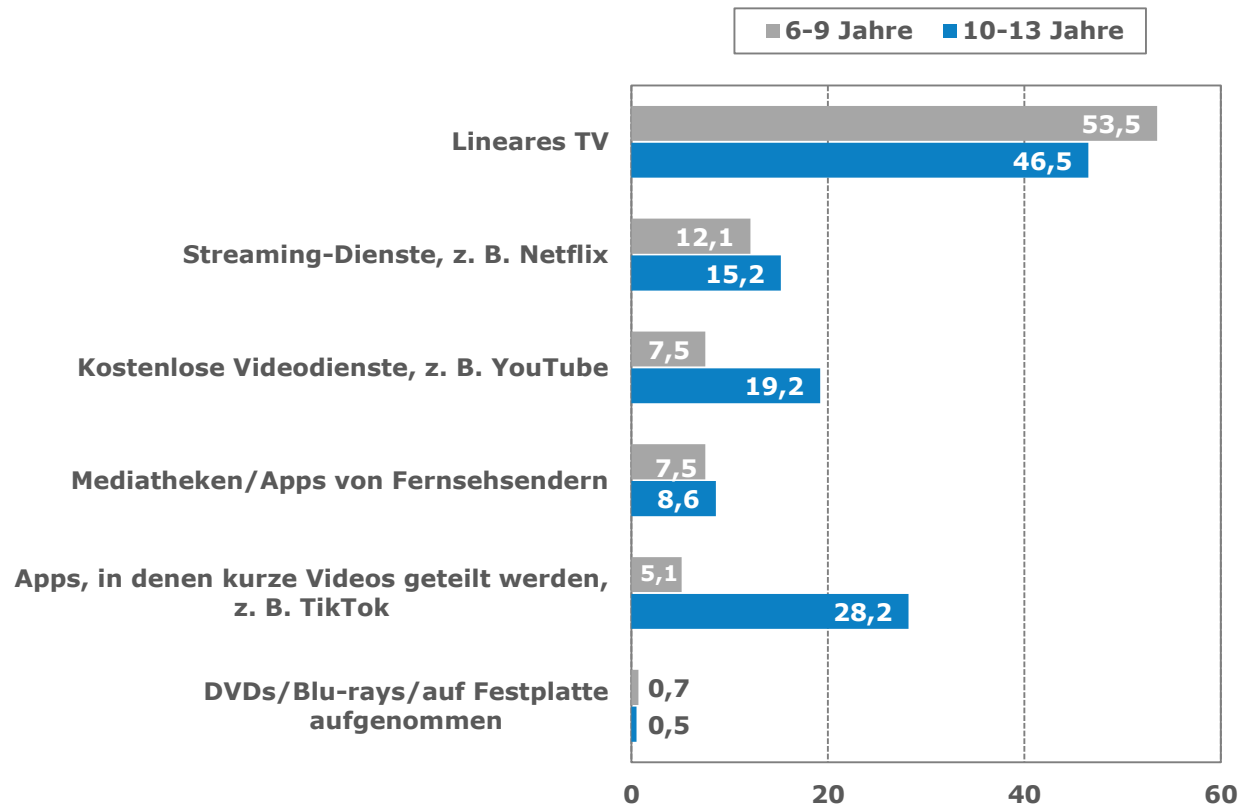 6-9 Jahre 10-13 Jahre
Lineares TV
53,5
46,5
Streaming-Dienste, z. B. Netflix
12,1
15,2
Kostenlose Videodienste, z. B. YouTube
7,5
19,2
Mediatheken/Apps von Fernsehsendern
7,5
8,6
Apps, in denen kurze Videos geteilt werden,
z. B. TikTok
5,1
28,2
DVDs/Blu-rays/auf Festplatte
aufgenommen
0,7
0,5
0 20 40 60